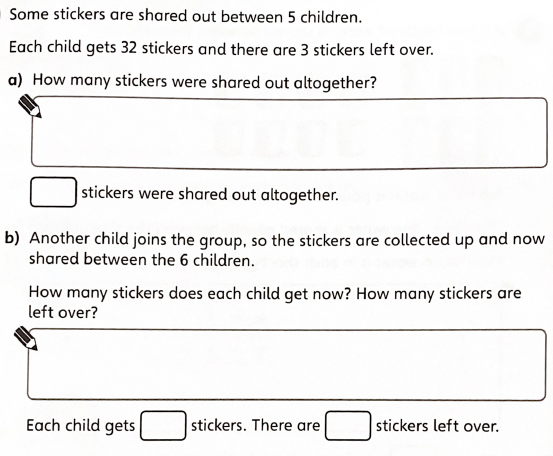 Some stickers are shared out between 5 children.
Each child gets 32 stickers and there are 3 stickers left over.
a) How many stickers were shared out altogether?
stickers were shared out altogether.
b) Another child joins the group, so the stickers are collected up and now
shared between the 6 children.
How many stickers does each child get now? How many stickers are
left over?
Each child gets stickers. There are stickers left over.